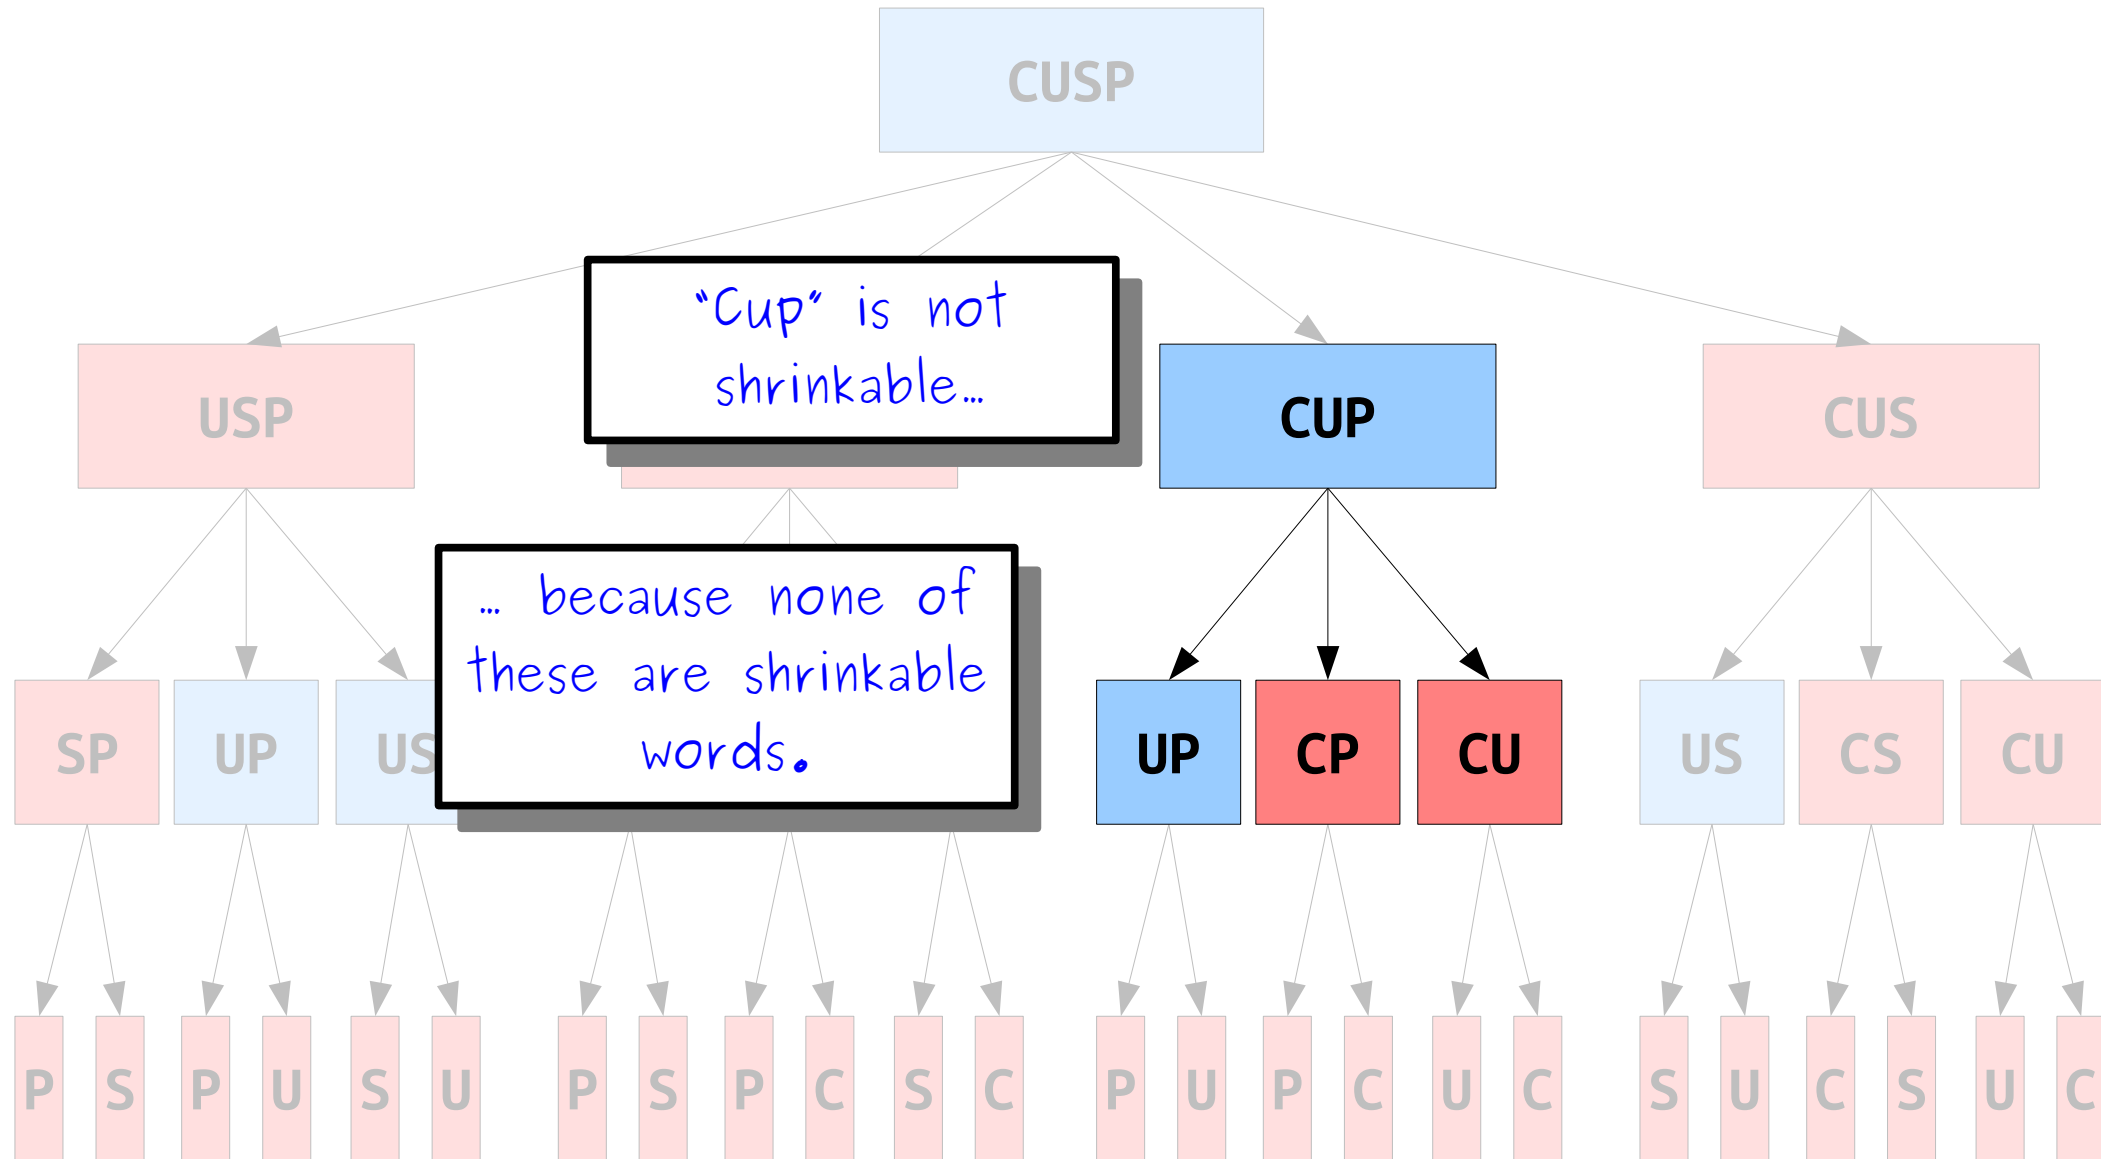 CUSP
"Cup" is not
shrinkable...
USP
CUP
CUS
... because none of
these are shrinkable
words.
SP UP US UP CP CU US CS CU
P S P U S U P S P C S C P U P C U C S U C S U C